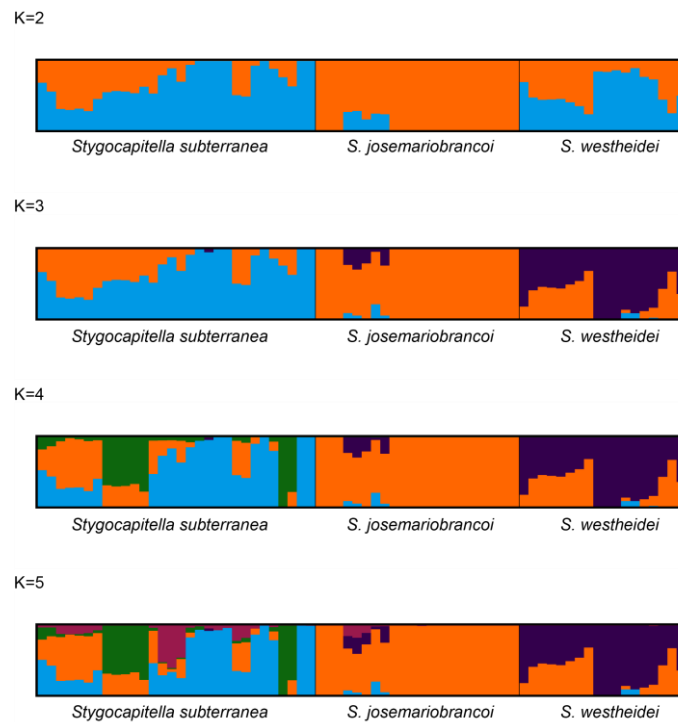 K=2
Stygocapitella subterranea S. josemariobrancoi S. westheidei
K=3
Stygocapitella subterranea S. josemariobrancoi S. westheidei
K=4
Stygocapitella subterranea S. josemariobrancoi S. westheidei
K=5
Stygocapitella subterranea S. josemariobrancoi S. westheidei